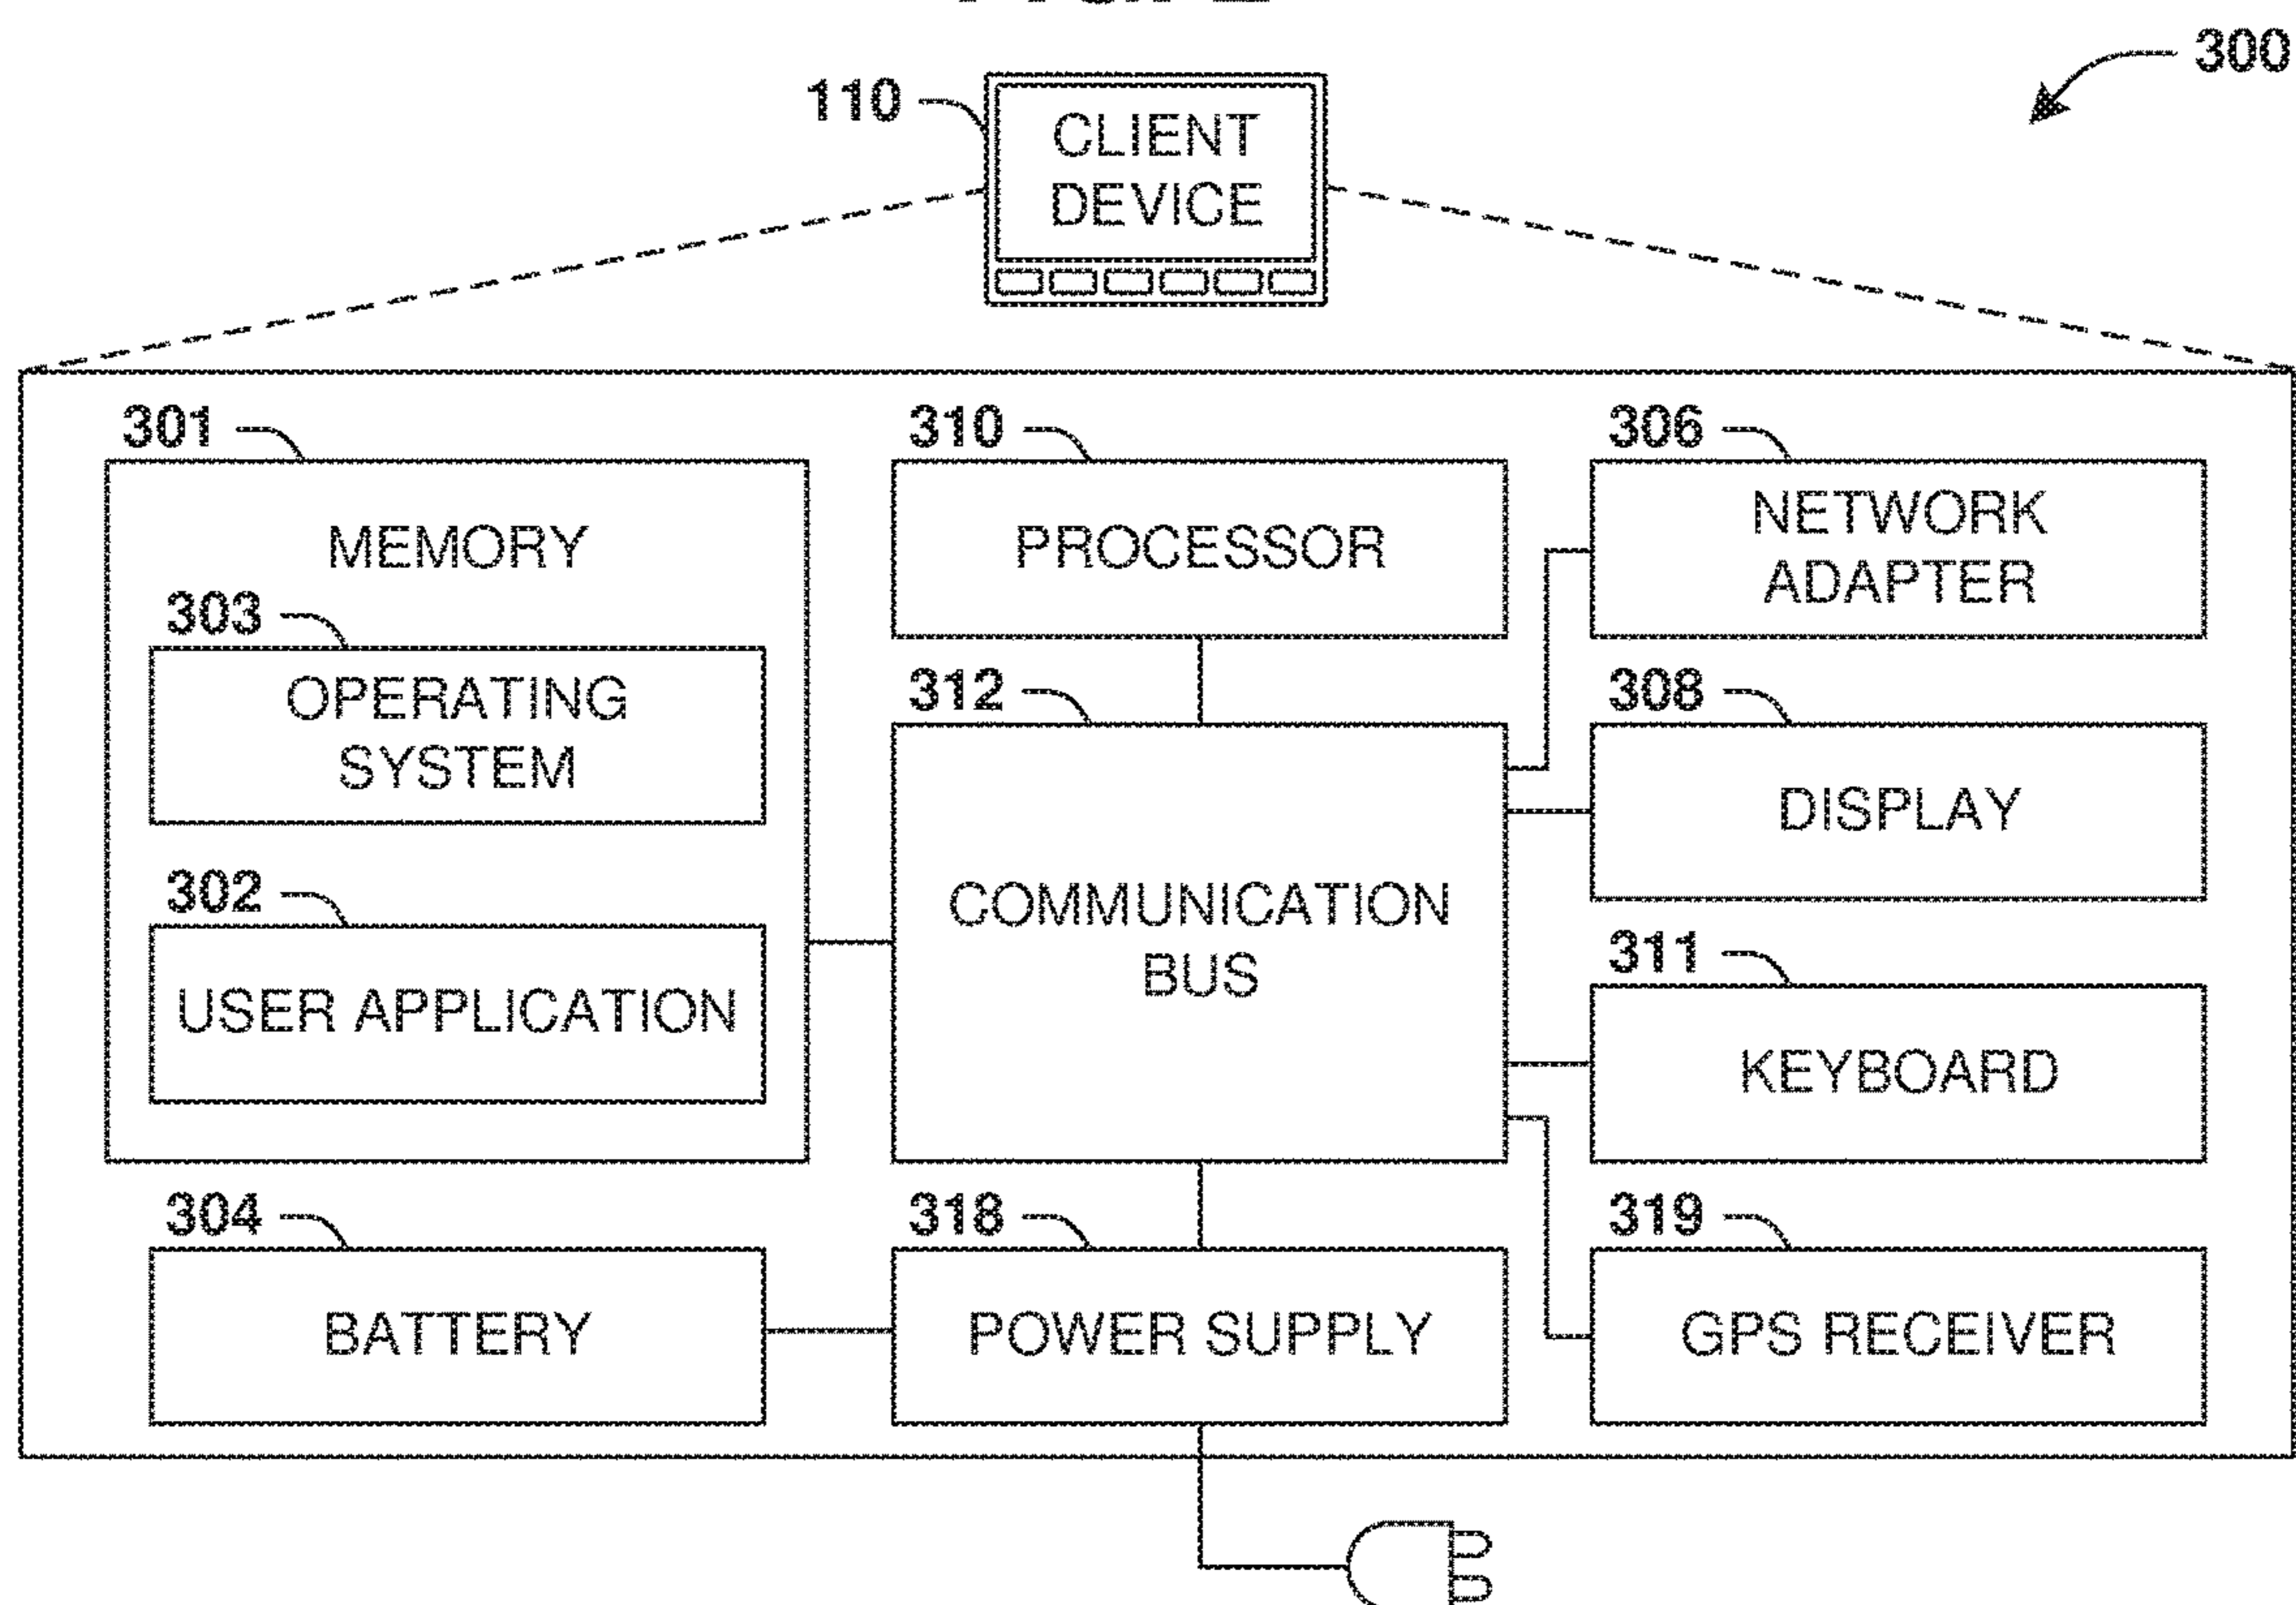 300
110
CLIENT
DEVICE
301
310
306
MEMORY
PROCESSOR
NETWORK
ADAPTER
303
OPERATING
SYSTEM
312
308
COMMUNICATION
BUS
DISPLAY
302
USER APPLICATION
311
KEYBOARD
304
318
319
BATTERY
POWER SUPPLY
GPS RECEIVER